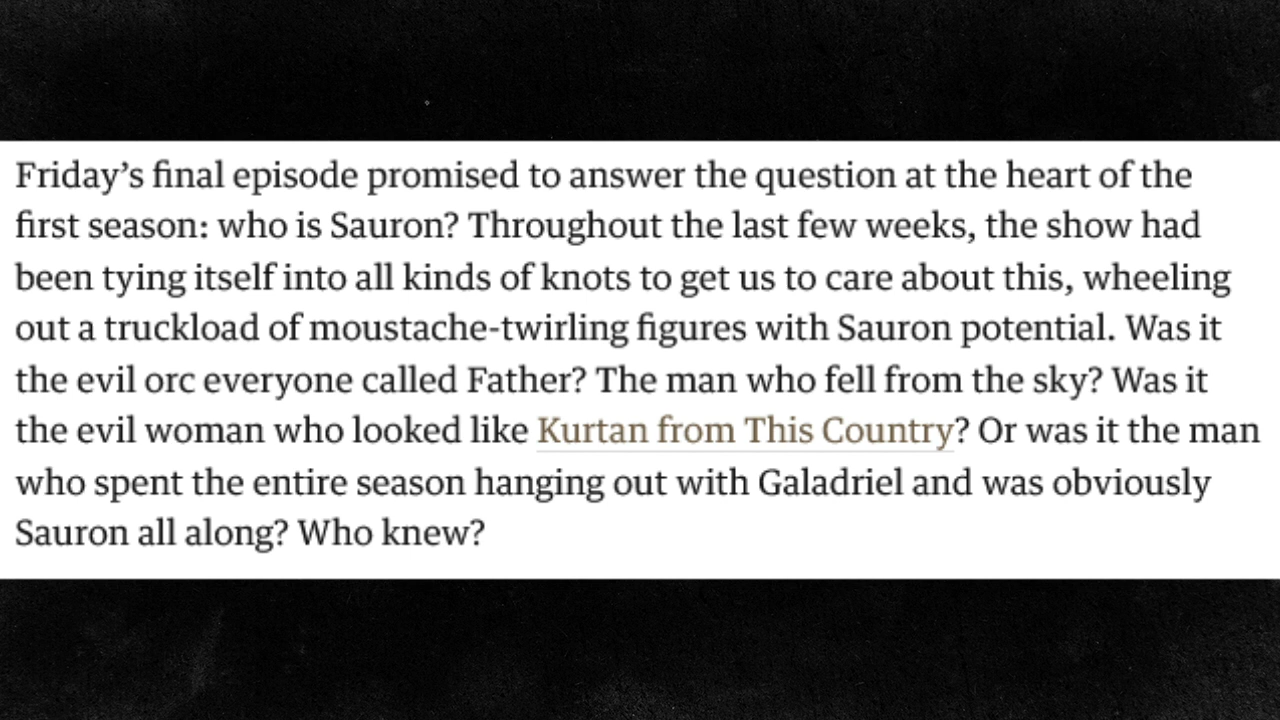 Friday’s final episode promised to answer the question at the heart of the
first season: who is Sauron? Throughout the last few weeks, the show had
been tying itself into all kinds of knots to get us to care about this, wheeling
out a truckload of moustache-twirling figures with Sauron potential. Was it
the evil orc everyone called Father? The man who fell from the sky? Was it
the evil woman who looked like Kurtan from This Country? Or was it the man
who spent the entire season hanging out with Galadriel and was obviously
Sauron all along? Who knew?